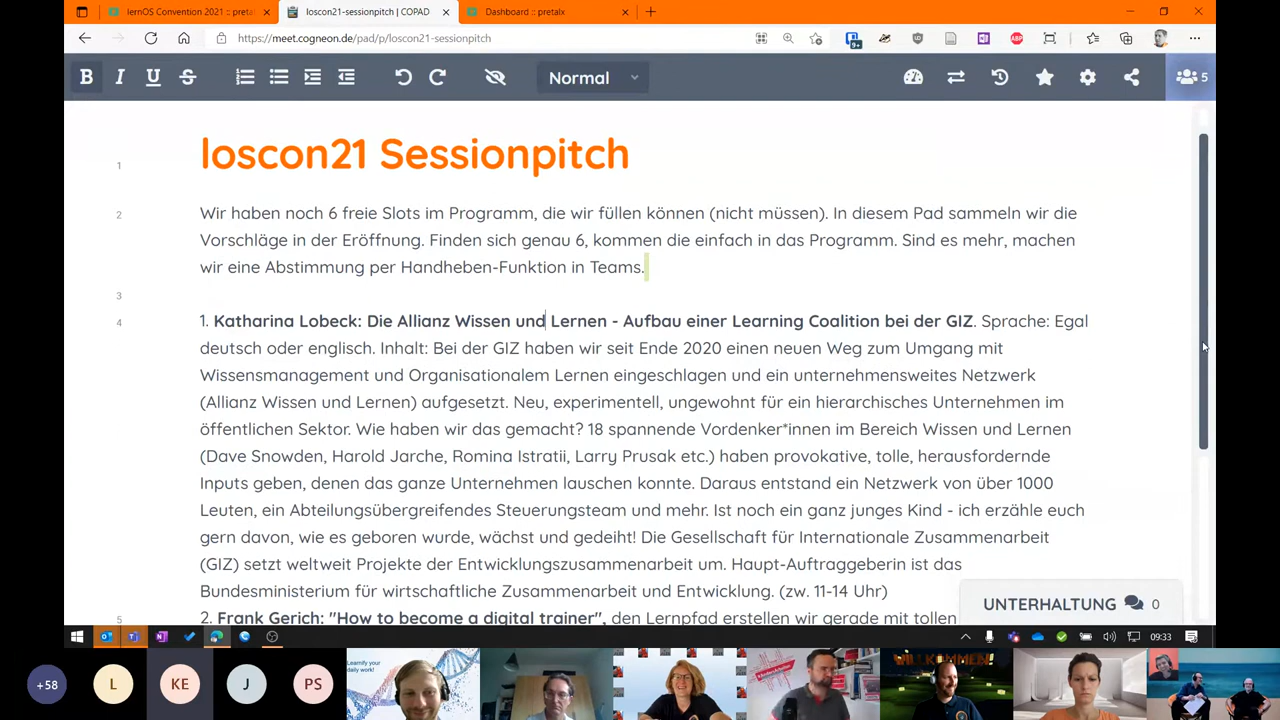 lernOS Convention 2021 :: pretal
loscon21-sessionpitch | COPAD
Dashboard :: pretalx
https://meet.cogneon.de/pad/p/loscon21-sessionpitch
9+
ABP
B I U S
Normal
5
1 loscon21 Sessionpitch
2 Wir haben noch 6 freie Slots im Programm, die wir füllen können (nicht müssen). In diesem Pad sammeln wir die
Vorschläge in der Eröffnung. Finden sich genau 6, kommen die einfach in das Programm. Sind es mehr, machen
wir eine Abstimmung per Handheben-Funktion in Teams.
3
4 1. Katharina Lobeck: Die Allianz Wissen und Lernen - Aufbau einer Learning Coalition bei der GIZ. Sprache: Egal
deutsch oder englisch. Inhalt: Bei der GIZ haben wir seit Ende 2020 einen neuen Weg zum Umgang mit
Wissensmanagement und Organisationalem Lernen eingeschlagen und ein unternehmensweites Netzwerk
(Allianz Wissen und Lernen) aufgesetzt. Neu, experimentell, ungewohnt für ein hierarchisches Unternehmen im
öffentlichen Sektor. Wie haben wir das gemacht? 18 spannende Vordenker*innen im Bereich Wissen und Lernen
(Dave Snowden, Harold Jarche, Romina Istratii, Larry Prusak etc.) haben provokative, tolle, herausfordernde
Inputs geben, denen das ganze Unternehmen lauschen konnte. Daraus entstand ein Netzwerk von über 1000
Leuten, ein Abteilungsübergreifendes Steuerungsteam und mehr. Ist noch ein ganz junges Kind - ich erzähle euch
gern davon, wie es geboren wurde, wächst und gedeiht! Die Gesellschaft für Internationale Zusammenarbeit
(GIZ) setzt weltweit Projekte der Entwicklungszusammenarbeit um. Haupt-Auftraggeberin ist das
Bundesministerium für wirtschaftliche Zusammenarbeit und Entwicklung. (zw. 11-14 Uhr)
5 2. Frank Gerich: "How to become a digital trainer", den Lernpfad erstellen wir gerade mit tollen
UNTERHALTUNG 0
09:33
+58
L
KE
J
PS
Learnify your
daily work!
WILLKOMMEN!